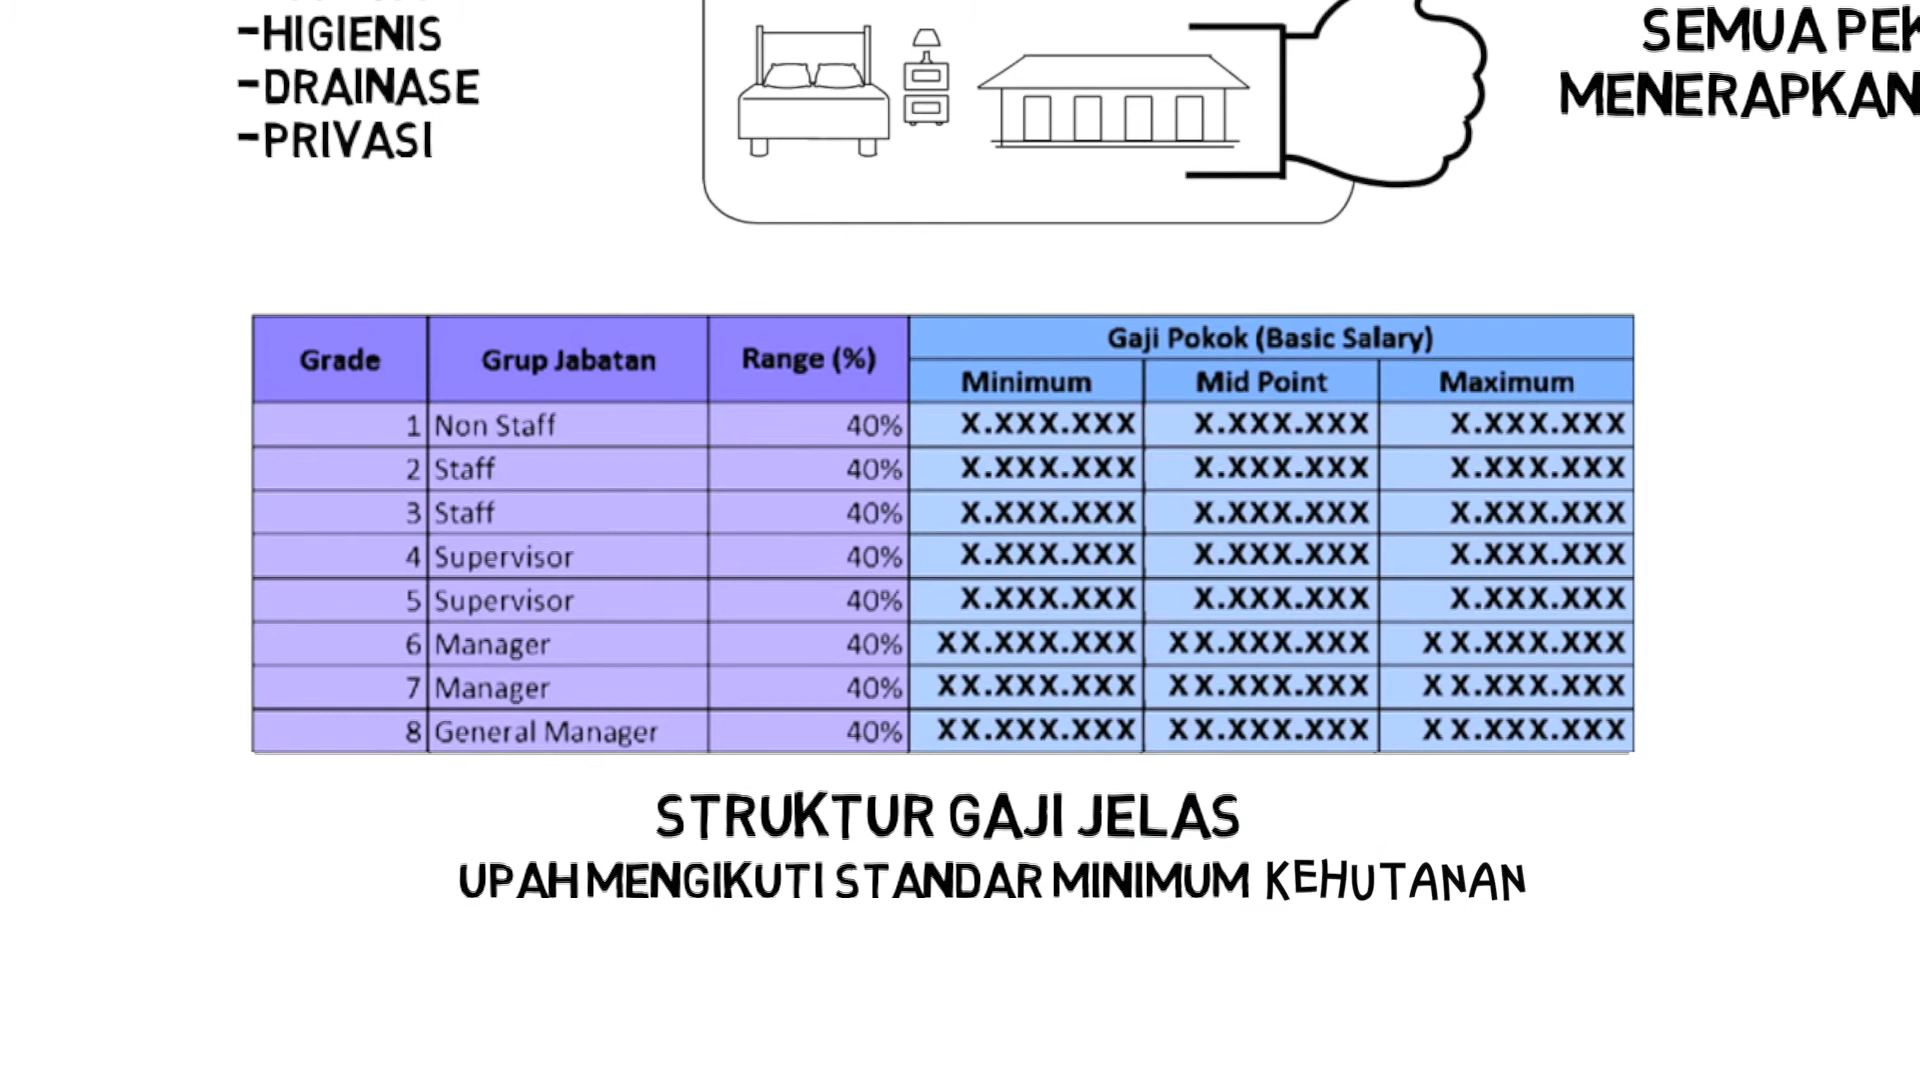 -HIGIENIS
-DRAINASE
-PRIVASI
SEMUA PEK
MENERAPKAN
Grade Grup Jabatan Range (%) Gaji Pokok (Basic Salary)
Minimum Mid Point Maximum
1 Non Staff 40% X.XXX.XXX X.XXX.XXX X.XXX.XXX
2 Staff 40% X.XXX.XXX X.XXX.XXX X.XXX.XXX
3 Staff 40% X.XXX.XXX X.XXX.XXX X.XXX.XXX
4 Supervisor 40% X.XXX.XXX X.XXX.XXX X.XXX.XXX
5 Supervisor 40% X.XXX.XXX X.XXX.XXX X.XXX.XXX
6 Manager 40% XX.XXX.XXX XX.XXX.XXX XX.XXX.XXX
7 Manager 40% XX.XXX.XXX XX.XXX.XXX XX.XXX.XXX
8 General Manager 40% XX.XXX.XXX XX.XXX.XXX XX.XXX.XXX
STRUKTUR GAJI JELAS
UPAH MENGIKUTI STANDAR MINIMUM KEHUTANAN